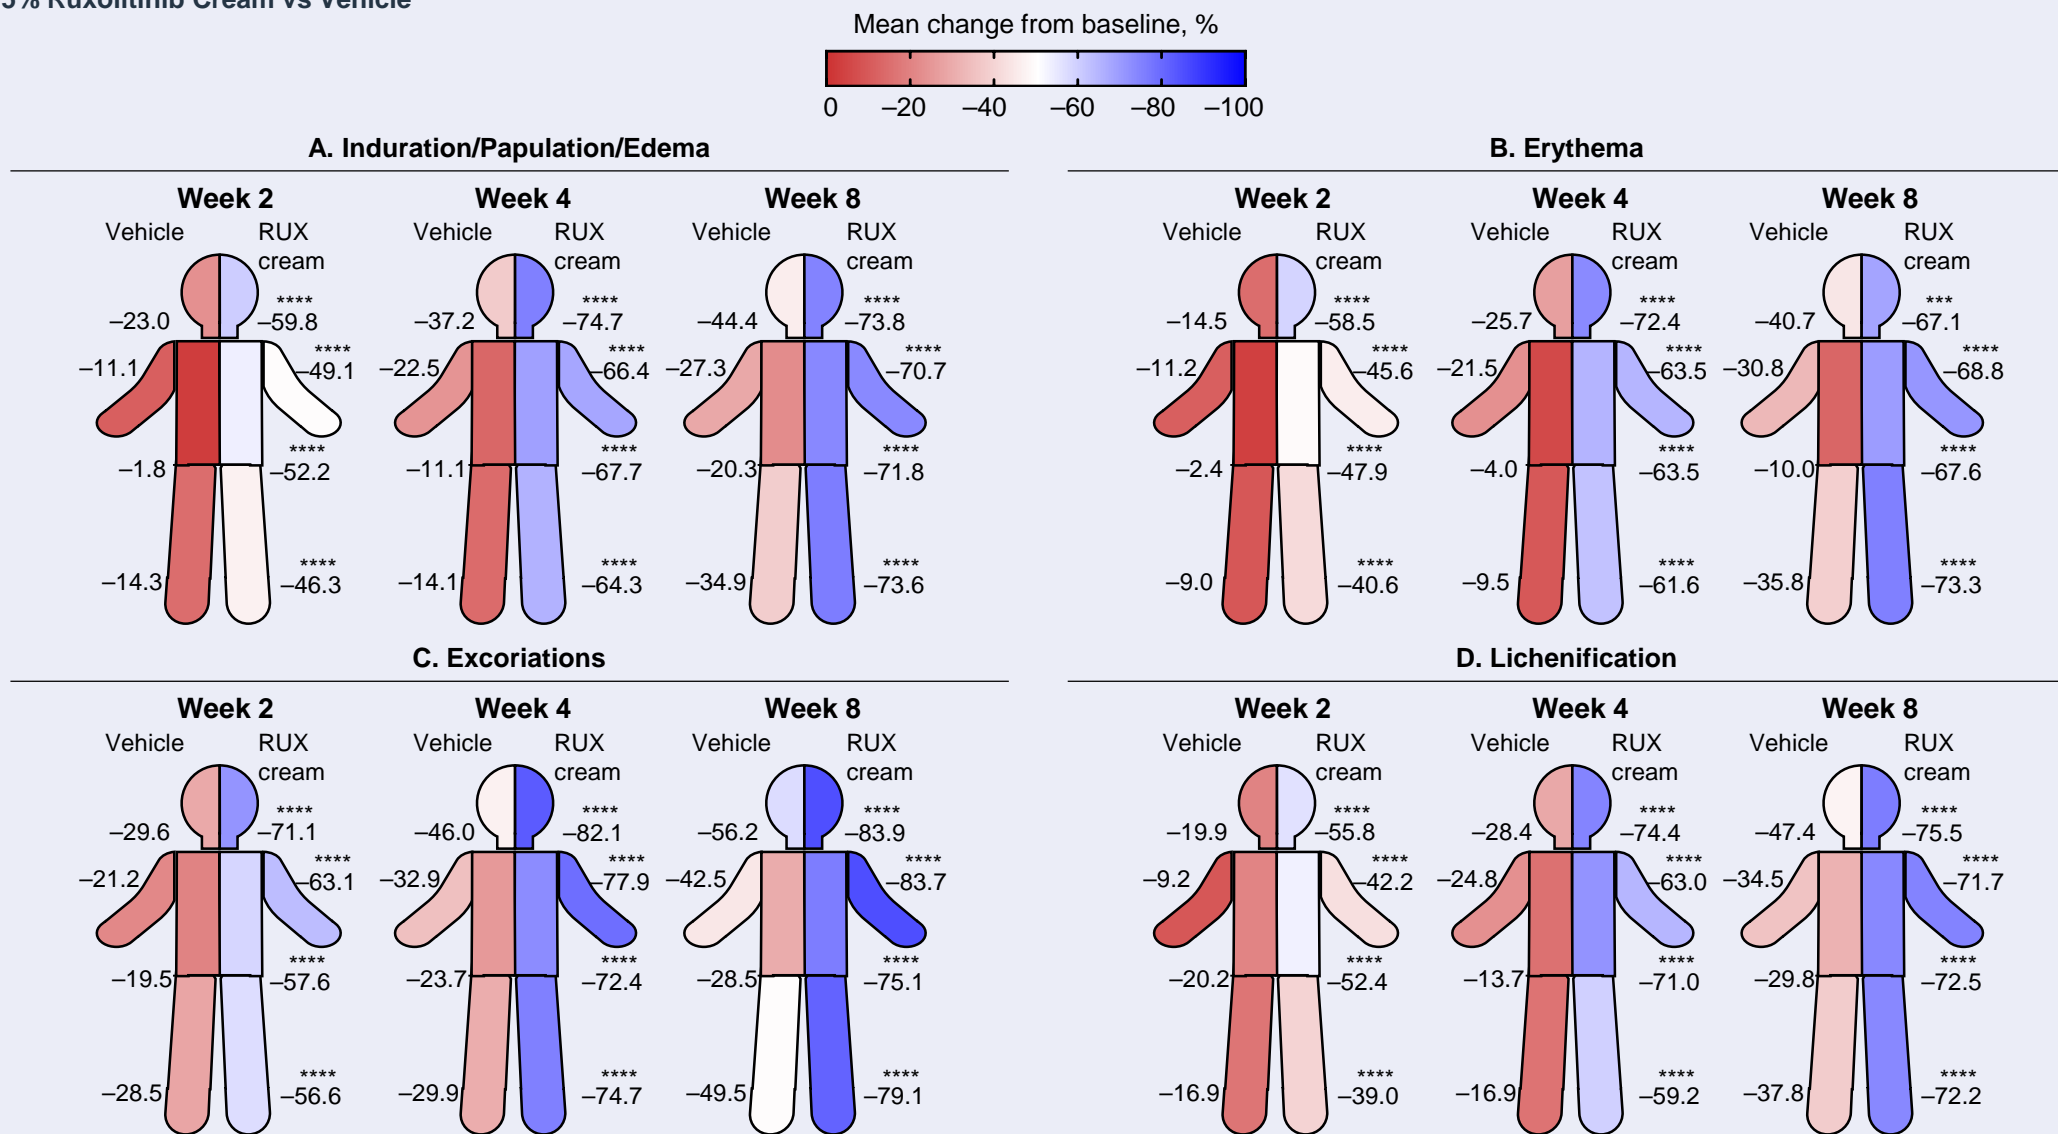 5% Ruxolitinib Cream vs Vehicle
Mean change from baseline, %
0 –20 –40 –60 –80 –100
A. Induration/Papulation/Edema
Week 2
Vehicle RUX cream
–23.0 **** –59.8
–11.1 **** –49.1
–1.8 **** –52.2
–14.3 **** –46.3
Week 4
Vehicle RUX cream
–37.2 **** –74.7
–22.5 **** –66.4
–11.1 **** –67.7
–14.1 **** –64.3
Week 8
Vehicle RUX cream
–44.4 **** –73.8
–27.3 **** –70.7
–20.3 **** –71.8
–34.9 **** –73.6
B. Erythema
Week 2
Vehicle RUX cream
–14.5 **** –58.5
–11.2 **** –45.6
–2.4 **** –47.9
–9.0 **** –40.6
Week 4
Vehicle RUX cream
–25.7 **** –72.4
–21.5 **** –63.5
–4.0 **** –63.5
–9.5 **** –61.6
Week 8
Vehicle RUX cream
–40.7 *** –67.1
–30.8 **** –68.8
–10.0 **** –67.6
–35.8 **** –73.3
C. Excoriations
Week 2
Vehicle RUX cream
–29.6 **** –71.1
–21.2 **** –63.1
–19.5 **** –57.6
–28.5 **** –56.6
Week 4
Vehicle RUX cream
–46.0 **** –82.1
–32.9 **** –77.9
–23.7 **** –72.4
–29.9 **** –74.7
Week 8
Vehicle RUX cream
–56.2 **** –83.9
–42.5 **** –83.7
–28.5 **** –75.1
–49.5 **** –79.1
D. Lichenification
Week 2
Vehicle RUX cream
–19.9 **** –55.8
–9.2 **** –42.2
–20.2 **** –52.4
–16.9 **** –39.0
Week 4
Vehicle RUX cream
–28.4 **** –74.4
–24.8 **** –63.0
–13.7 **** –71.0
–16.9 **** –59.2
Week 8
Vehicle RUX cream
–47.4 **** –75.5
–34.5 **** –71.7
–29.8 **** –72.5
–37.8 **** –72.2